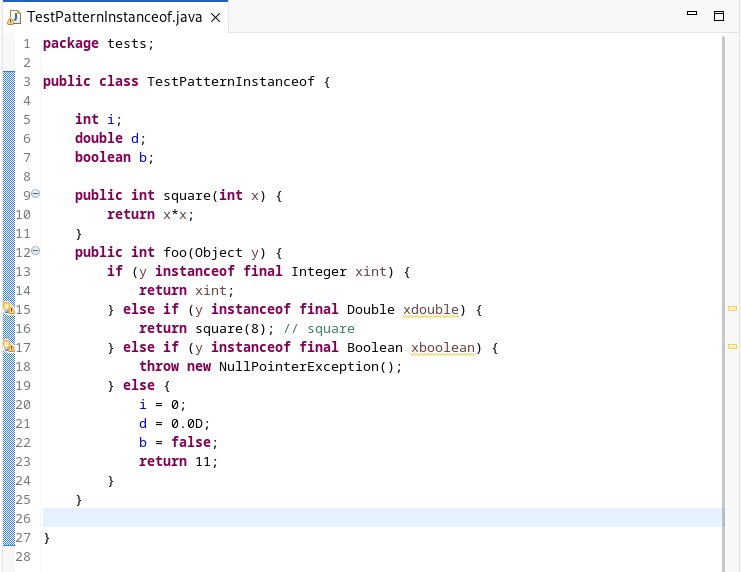 TestPatternInstanceof.java
1 package tests;
2
3 public class TestPatternInstanceof {
4
5     int i;
6     double d;
7     boolean b;
8
9     public int square(int x) {
10         return x*x;
11     }
12     public int foo(Object y) {
13         if (y instanceof final Integer xint) {
14             return xint;
15         } else if (y instanceof final Double xdouble) {
16             return square(8); // square
17         } else if (y instanceof final Boolean xboolean) {
18             throw new NullPointerException();
19         } else {
20             i = 0;
21             d = 0.0D;
22             b = false;
23             return 11;
24         }
25     }
26
27 }
28